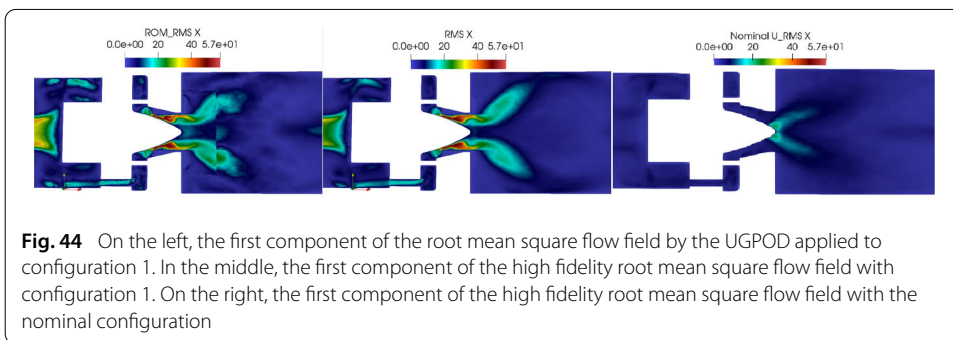 ROM_RMS X
0.0e+00 20 40 5.7e+01
RMS X
0.0e+00 20 40 5.7e+01
Nominal U_RMS X
0.0e+00 20 40 5.7e+01
Fig. 44 On the left, the first component of the root mean square flow field by the UGPOD applied to
configuration 1. In the middle, the first component of the high fidelity root mean square flow field with
configuration 1. On the right, the first component of the high fidelity root mean square flow field with the
nominal configuration